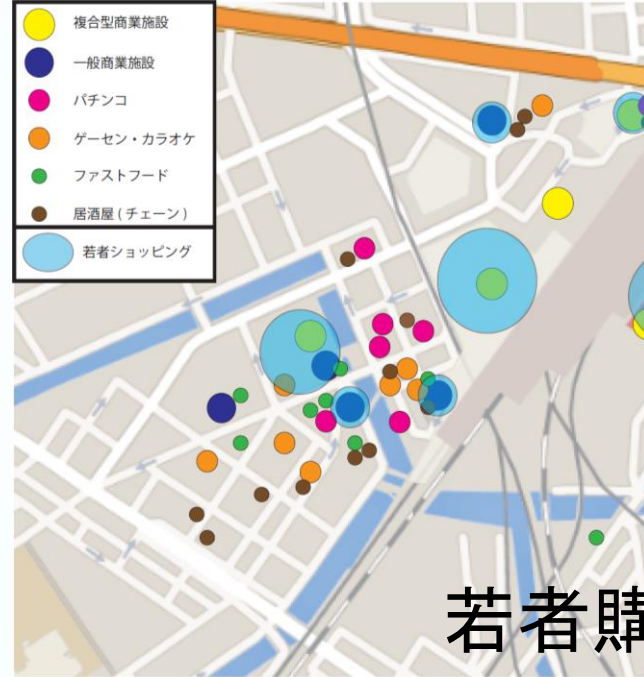 複合型商業施設
一般商業施設
パチンコ
ゲーセン・カラオケ
ファストフード
居酒屋 ( チェーン )
若者ショッピング
若者購